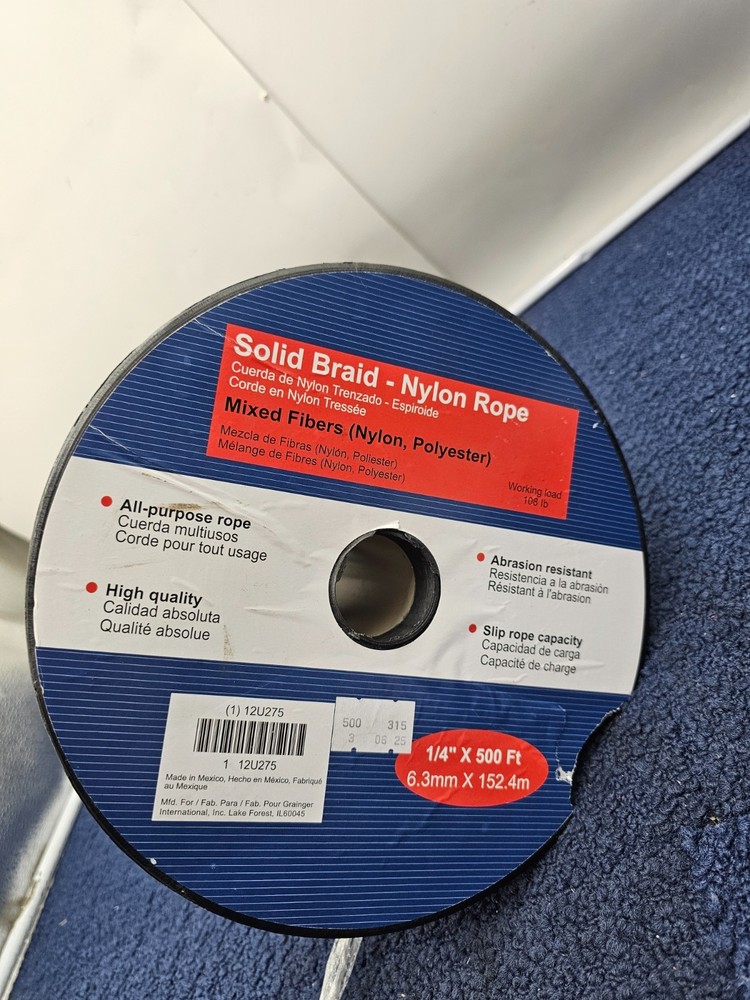 Solid Braid - Nylon Rope
Cuerda de Nylon Trenzado - Espiroide
Corde en Nylon Tressée
Mixed Fibers (Nylon, Polyester)
Mezcla de Fibras (Nylon, Poliester)
Mélange de Fibres (Nylon, Polyester)
Working load
108 lb
All-purpose rope
Cuerda multiusos
Corde pour tout usage
High quality
Calidad absoluta
Qualité absolue
Abrasion resistant
Resistencia a la abrasión
Résistant à l'abrasion
Slip rope capacity
Capacidad de carga
Capacité de charge
(1) 12U275
1 12U275
Made in Mexico, Hecho en México, Fabriqué
au Mexique
Mfd. For / Fab. Para / Fab. Pour Grainger
International, Inc. Lake Forest, IL60045
500 315
3 06 25
1/4" X 500 Ft
6.3mm X 152.4m